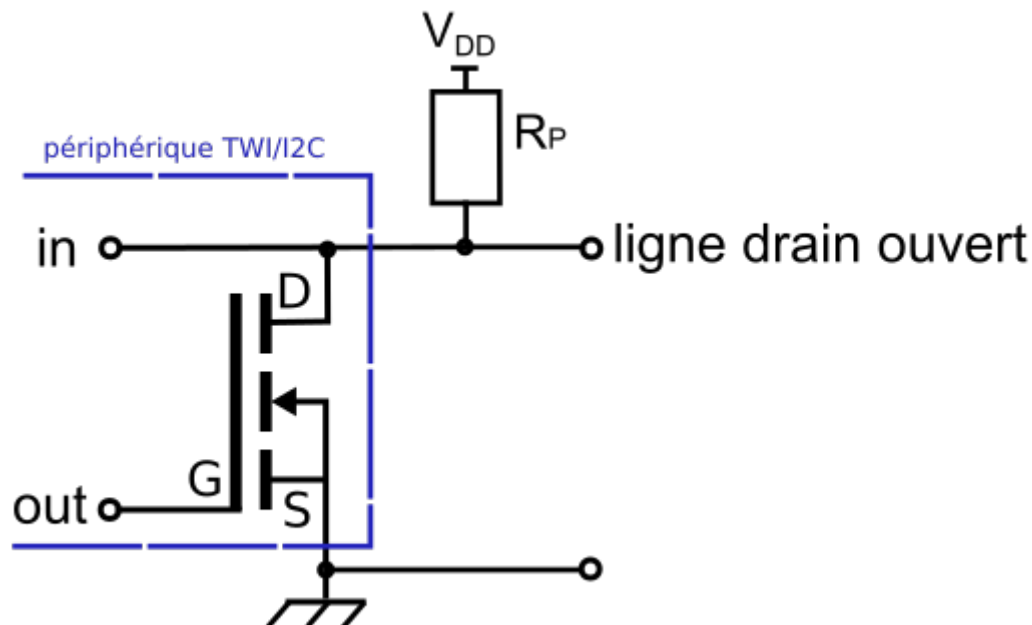 VDD
RP
périphérique TWI/I2C
in
ligne drain ouvert
D
G
out
S